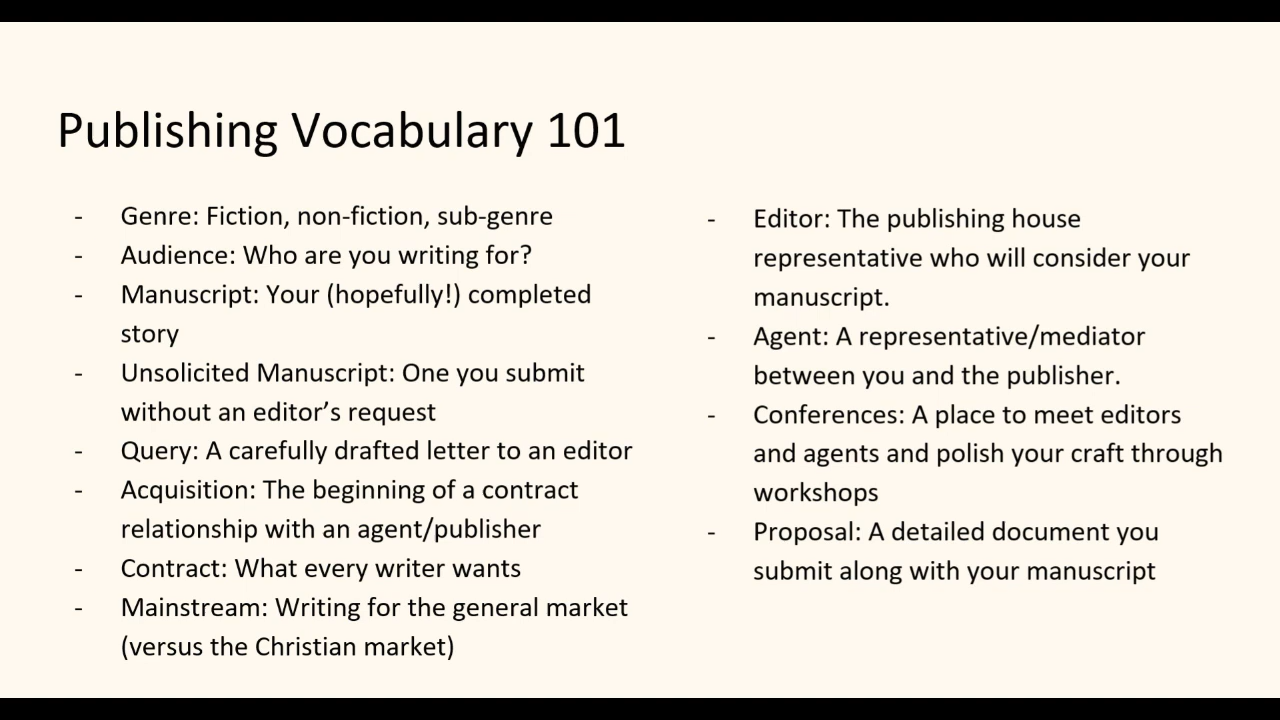 Publishing Vocabulary 101
- Genre: Fiction, non-fiction, sub-genre
- Audience: Who are you writing for?
- Manuscript: Your (hopefully!) completed
story
- Unsolicited Manuscript: One you submit
without an editor’s request
- Query: A carefully drafted letter to an editor
- Acquisition: The beginning of a contract
relationship with an agent/publisher
- Contract: What every writer wants
- Mainstream: Writing for the general market
(versus the Christian market)
- Editor: The publishing house
representative who will consider your
manuscript.
- Agent: A representative/mediator
between you and the publisher.
- Conferences: A place to meet editors
and agents and polish your craft through
workshops
- Proposal: A detailed document you
submit along with your manuscript